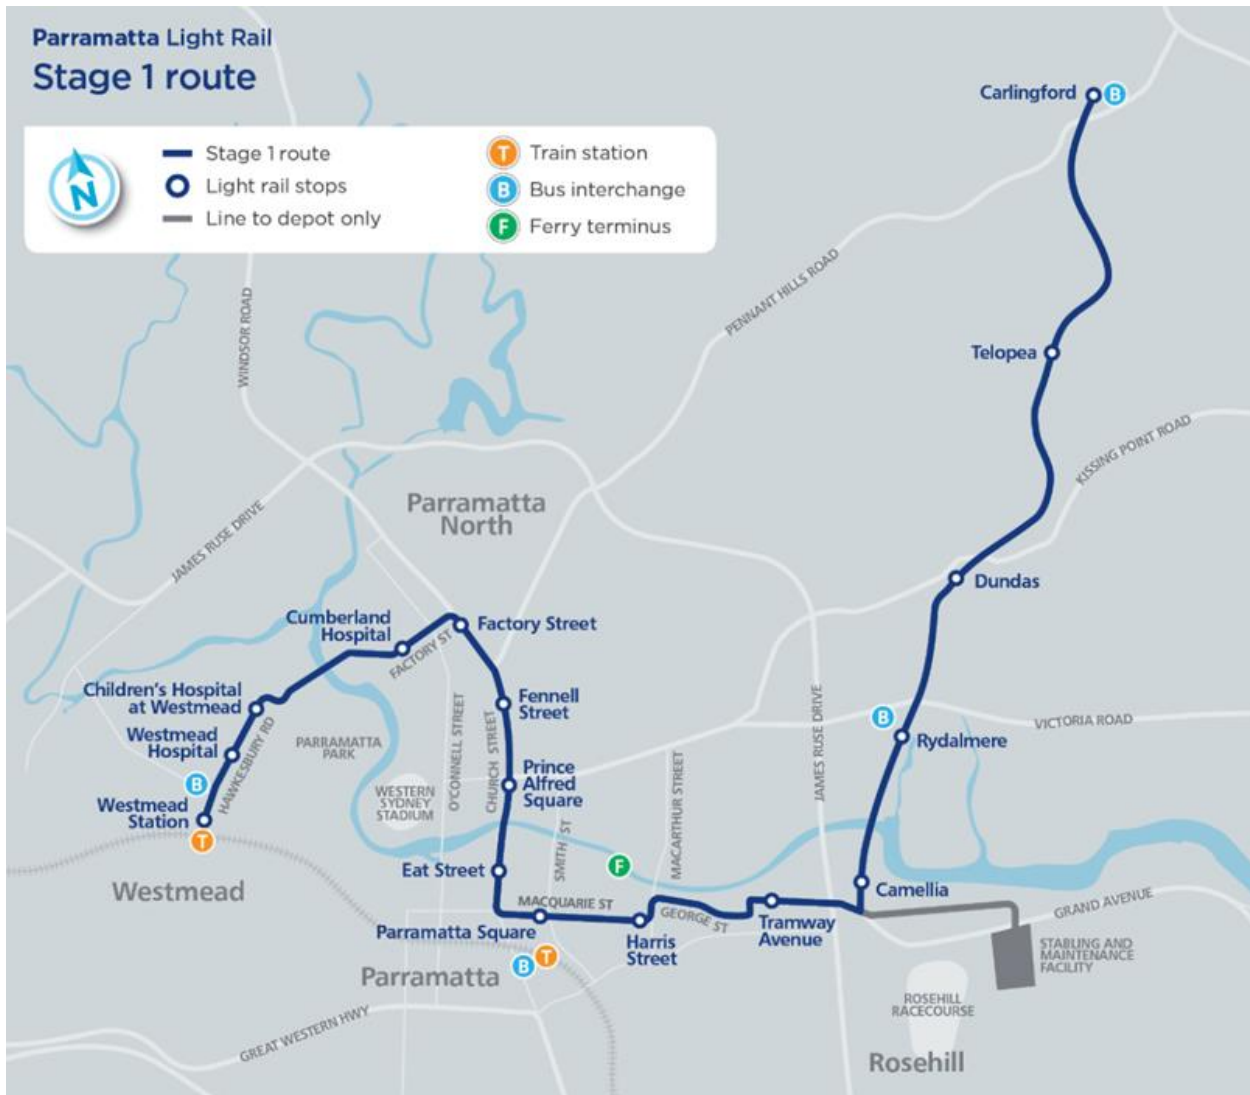 Parramatta Light Rail
Stage 1 route
N
Stage 1 route
Light rail stops
Line to depot only
T Train station
B Bus interchange
F Ferry terminus
Carlingford
B
PENNANT HILLS ROAD
WINDSOR ROAD
Telopea
KISSING POINT ROAD
JAMES RUSE DRIVE
Parramatta
North
Dundas
Cumberland
Hospital
Factory Street
FACTORY ST
Children's Hospital
at Westmead
Fennell
Street
JAMES RUSE DRIVE
B
VICTORIA ROAD
Westmead
Hospital
HAWKESBURY RD
PARRAMATTA
PARK
O'CONNELL STREET
CHURCH STREET
Rydalmere
Prince
Alfred
Square
MACARTHUR STREET
B
WESTERN
SYDNEY
STADIUM
Westmead
Station
T
SMITH ST
F
Eat Street
Camellia
Westmead
MACQUARIE ST
GEORGE ST
GRAND AVENUE
Parramatta Square
Harris
Street
Tramway
Avenue
STABLING AND
MAINTENANCE
FACILITY
B
T
Parramatta
ROSEHILL
RACECOURSE
GREAT WESTERN HWY
Rosehill